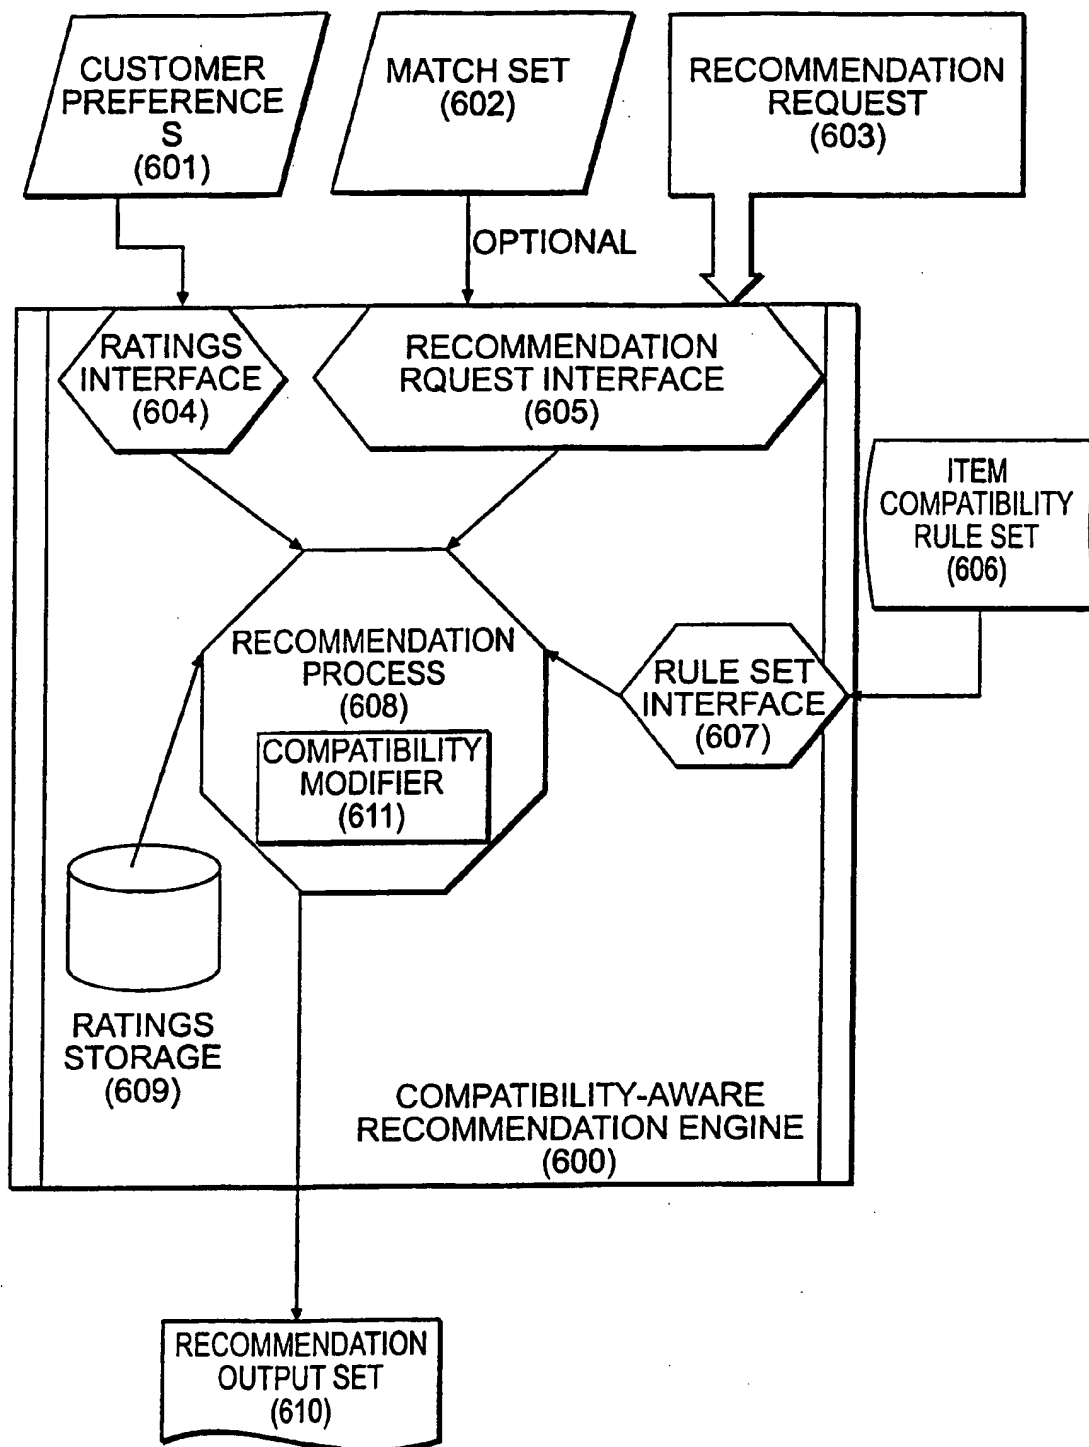 CUSTOMER
PREFERENCE
S
(601)
MATCH SET
(602)
RECOMMENDATION
REQUEST
(603)
OPTIONAL
RATINGS
INTERFACE
(604)
RECOMMENDATION
RQUEST INTERFACE
(605)
ITEM
COMPATIBILITY
RULE SET
(606)
RECOMMENDATION
PROCESS
(608)
COMPATIBILITY
MODIFIER
(611)
RULE SET
INTERFACE
(607)
RATINGS
STORAGE
(609)
COMPATIBILITY-AWARE
RECOMMENDATION ENGINE
(600)
RECOMMENDATION
OUTPUT SET
(610)